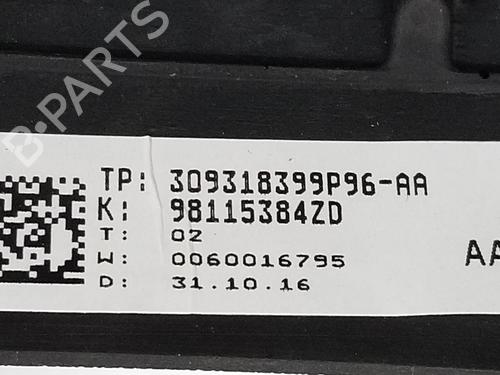 B-PARTS
TP: 309318399P96-AA
K: 98115384ZD
T: 02
W: 0060016795
D: 31.10.16
AA